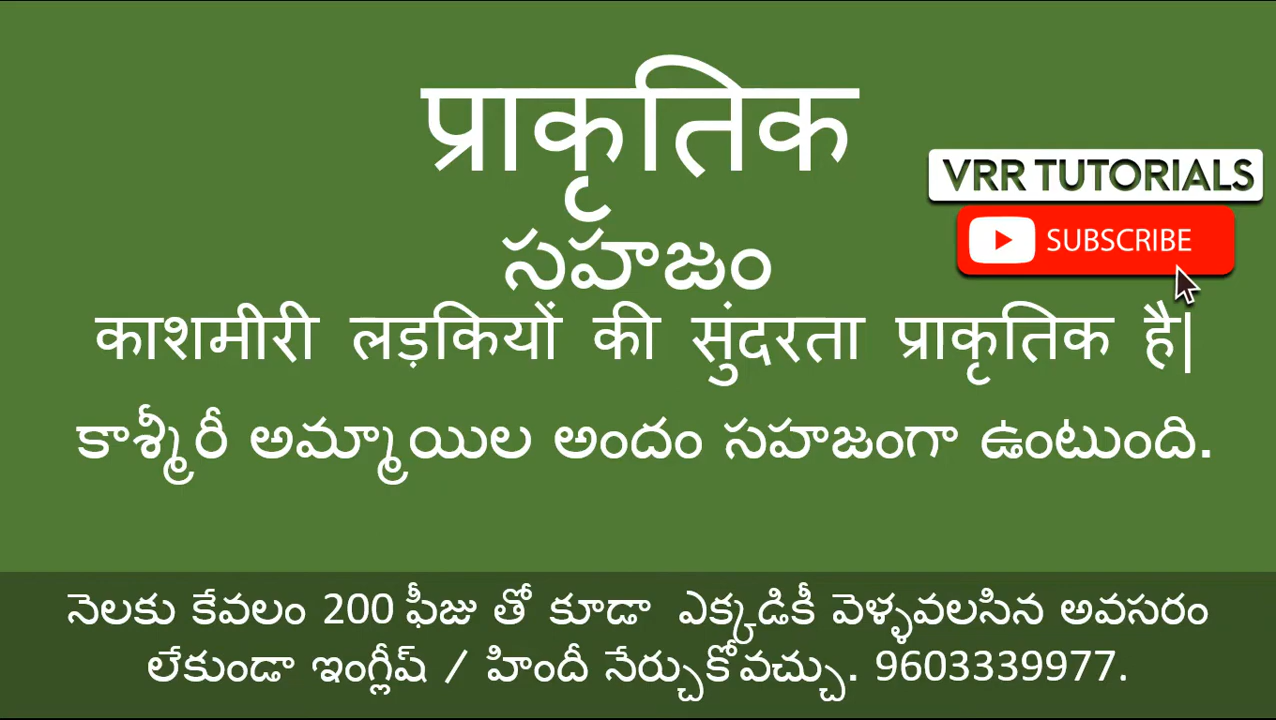 प्राकृतिक
VRR TUTORIALS
SUBSCRIBE
సహజం
काशमीरी लड़कियों की सुंदरता प्राकृतिक है|
కాశ్మీరీ అమ్మాయిల అందం సహజంగా ఉంటుంది.
నెలకు కేవలం 200 ఫీజు తో కూడా ఎక్కడికీ వెళ్ళవలసిన అవసరం
లేకుండా ఇంగ్లీష్ / హిందీ నేర్చుకోవచ్చు. 9603339977.